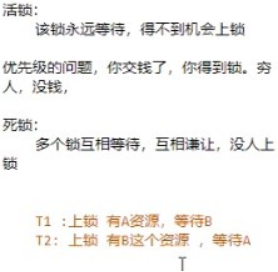 活锁：
该锁永远等待，得不到机会上锁
优先级的问题，你交钱了，你得到锁。穷
人，没钱，
死锁：
多个锁互相等待，互相谦让，没人上
锁
T1 ：上锁 有A资源，等待B
T2： 上锁 有B这个资源 ，等待A